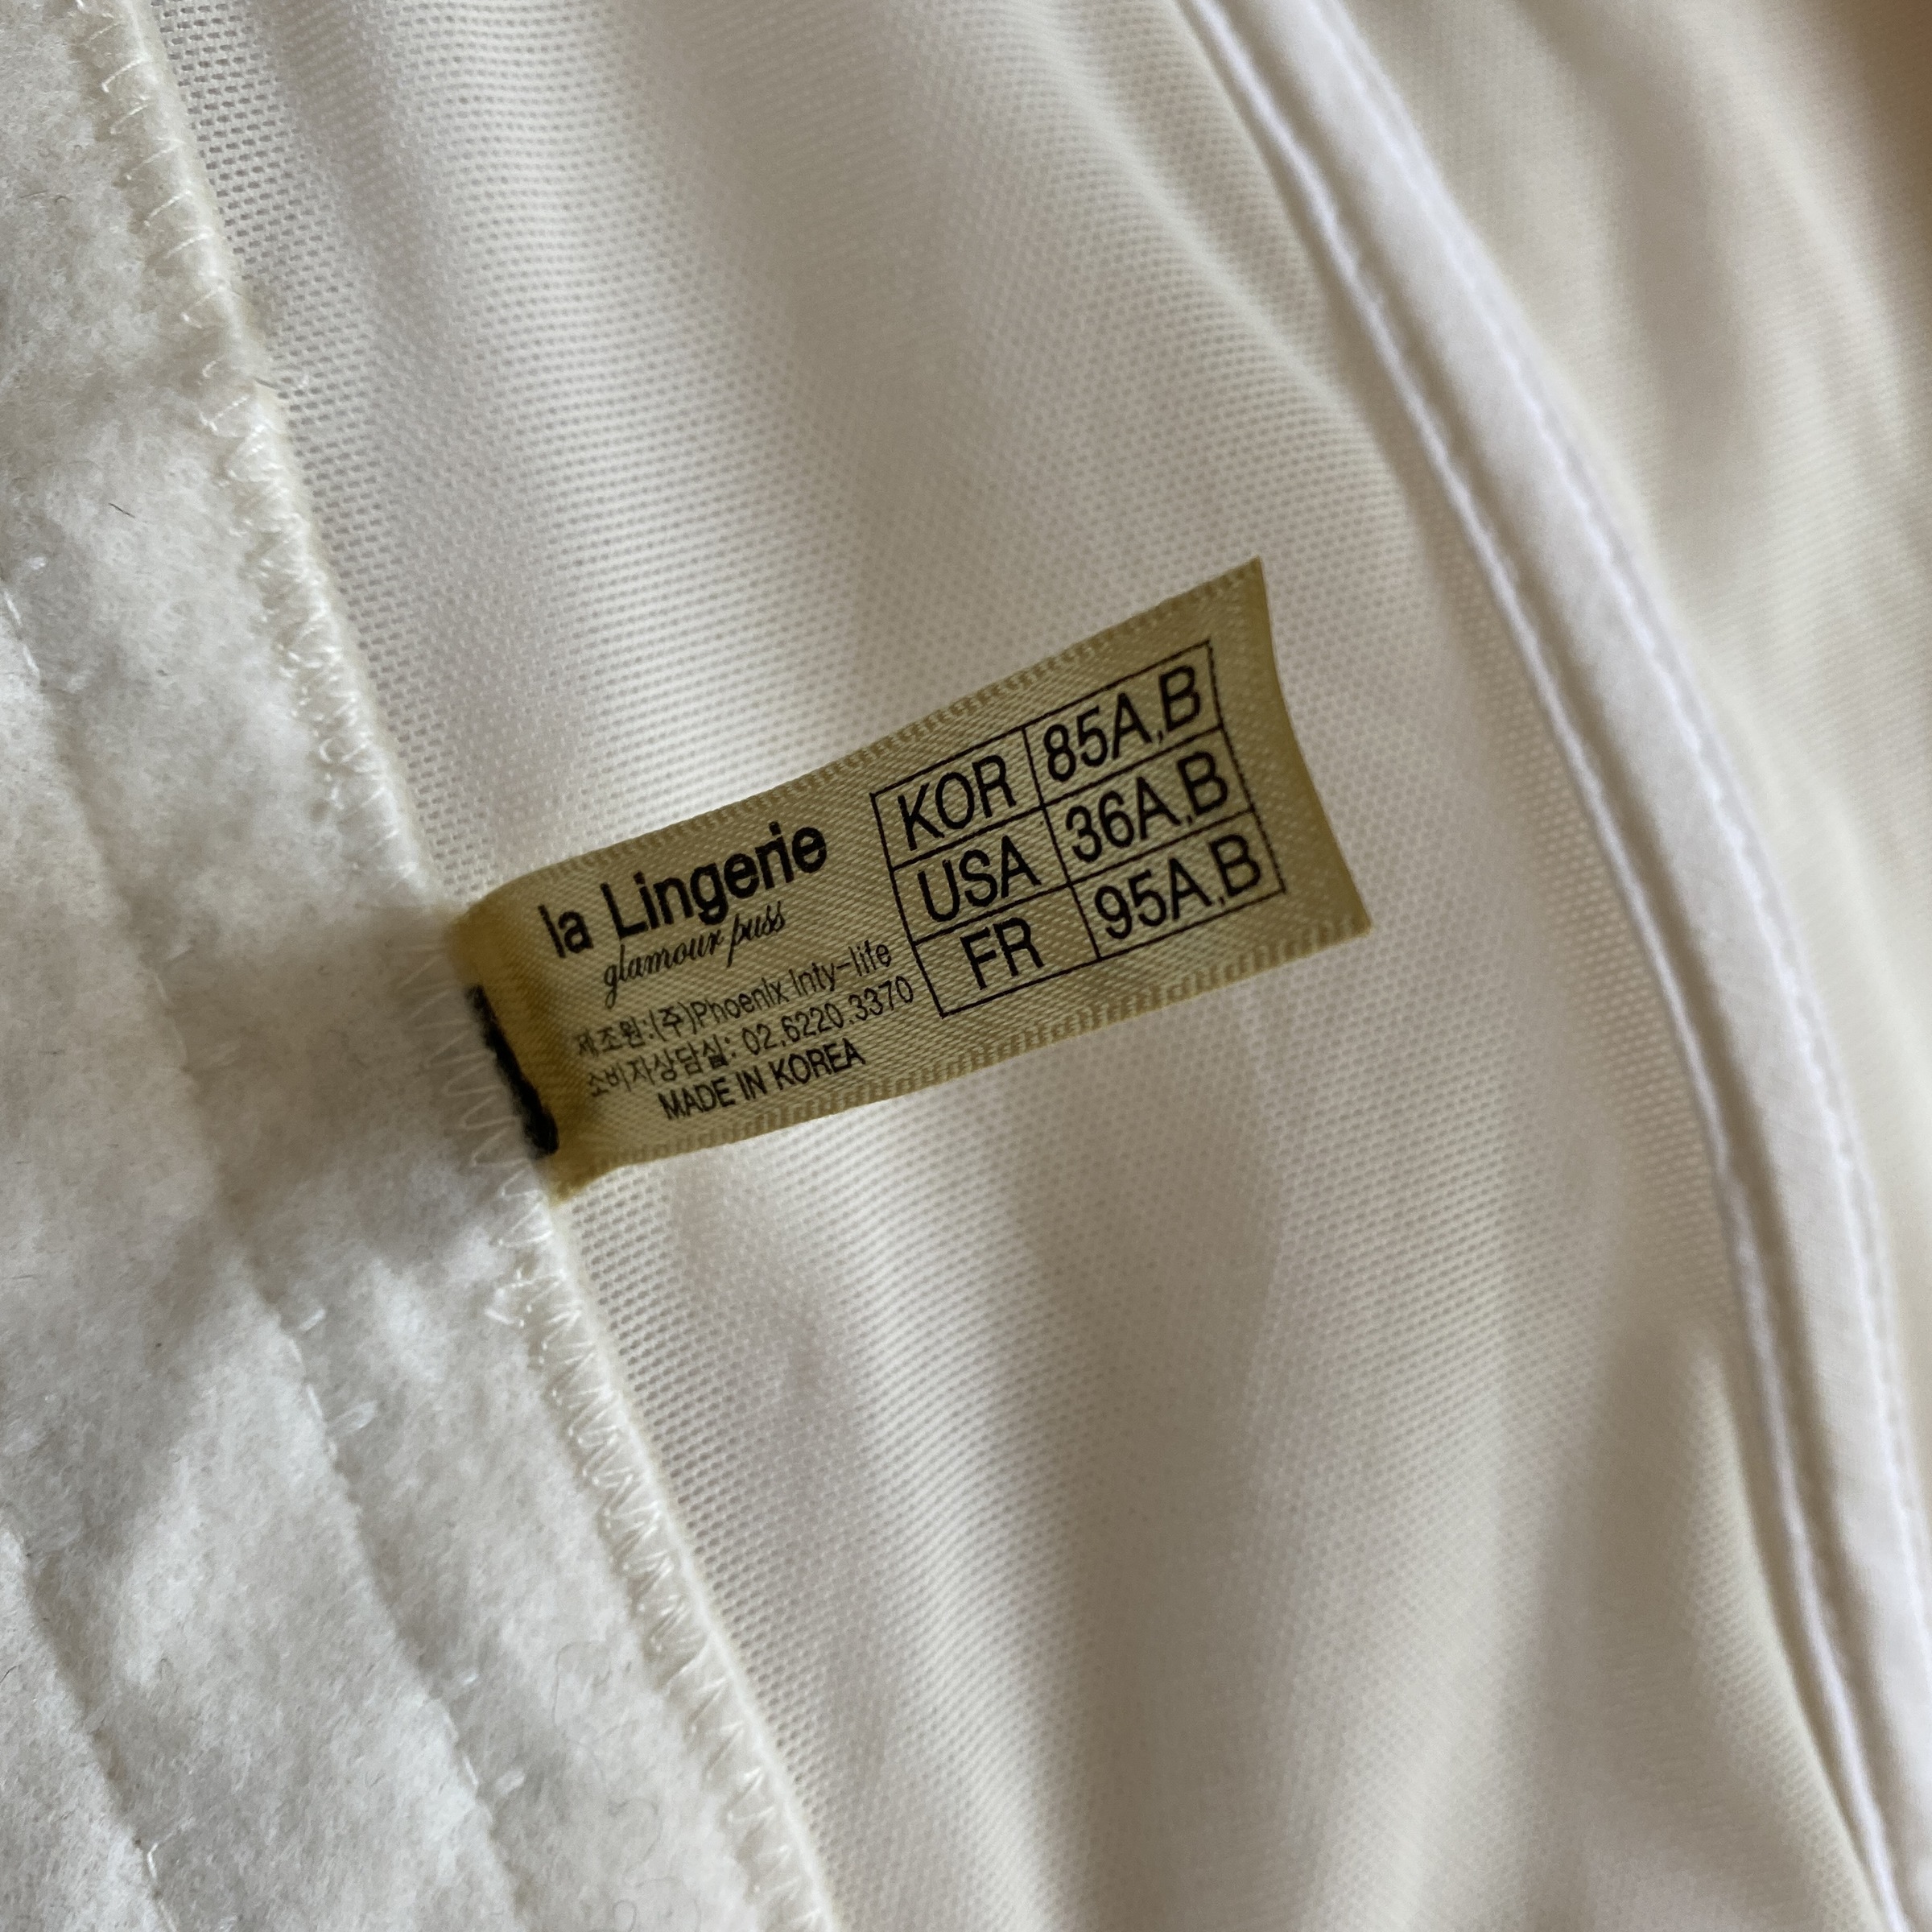 la Lingerie
glamour puss
제조원:(주)Phoenix Inty-life
소비자상담실: 02.6220.3370
MADE IN KOREA
KOR 85A,B
USA 36A,B
FR 95A,B